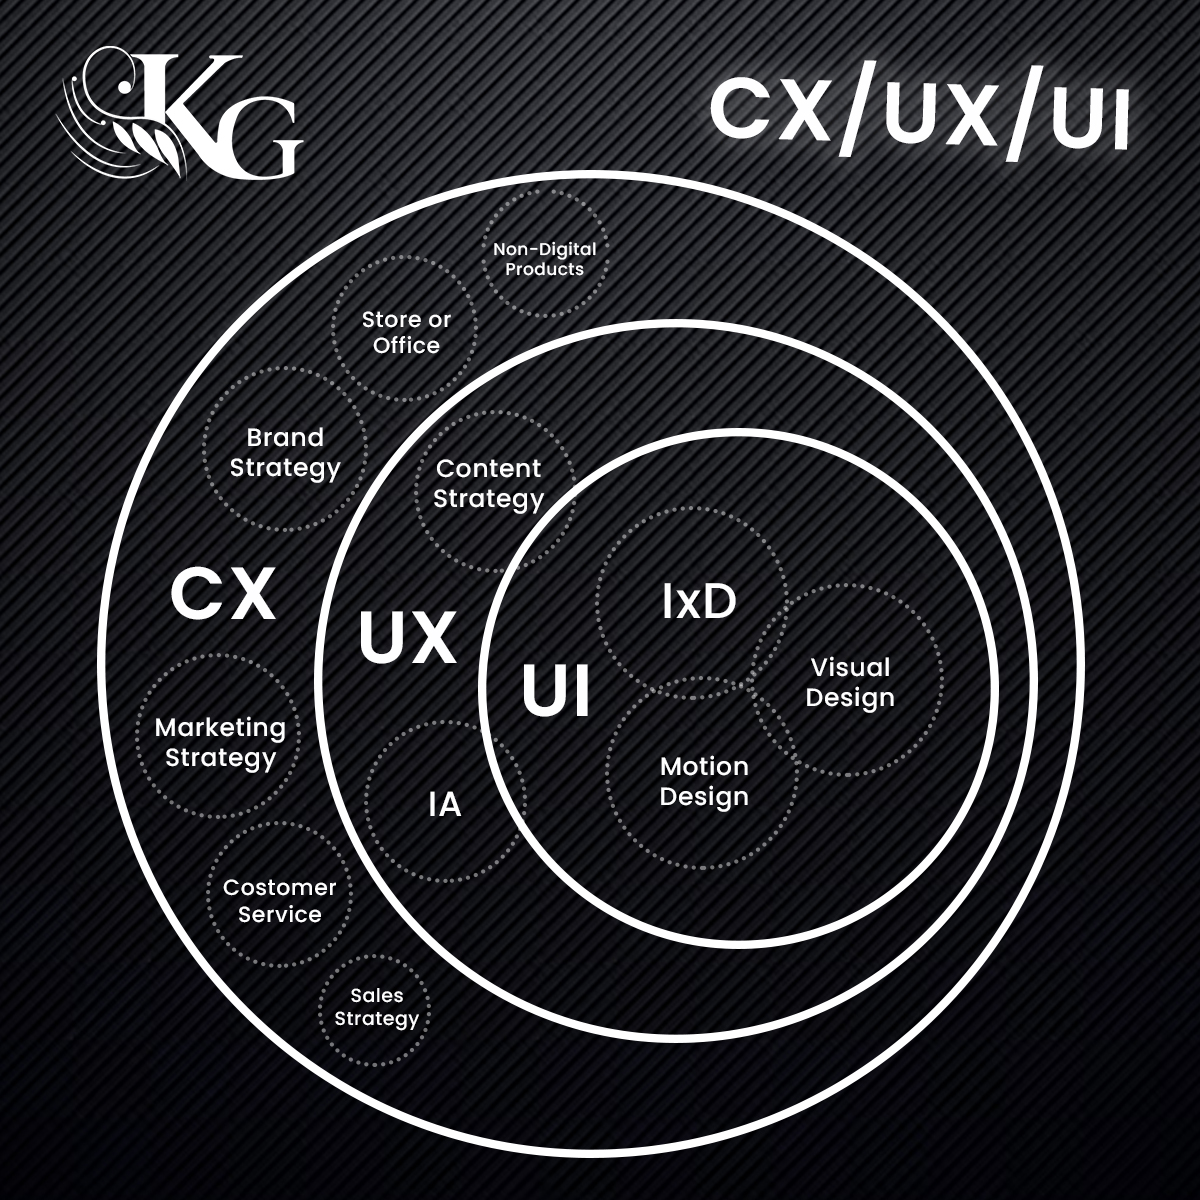 KG
CX/UX/UI
Non-Digital
Products
Store or
Office
Brand
Strategy
Content
Strategy
CX
UX
UI
IxD
Visual
Design
Motion
Design
Marketing
Strategy
IA
Costomer
Service
Sales
Strategy